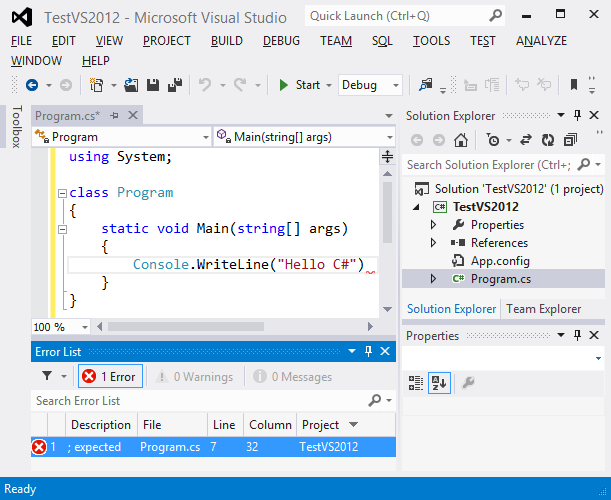 TestVS2012 - Microsoft Visual Studio
Quick Launch (Ctrl+Q)
FILE EDIT VIEW PROJECT BUILD DEBUG TEAM SQL TOOLS TEST ANALYZE
WINDOW HELP
Start Debug
Toolbox
Program.cs*
Program
Main(string[] args)
using System;
class Program
{
static void Main(string[] args)
{
Console.WriteLine("Hello C#")
}
}
100 %
Error List
1 Error 0 Warnings 0 Messages
Search Error List
Description File Line Column Project
1 ; expected Program.cs 7 32 TestVS2012
Solution Explorer
Search Solution Explorer (Ctrl+;
Solution 'TestVS2012' (1 project)
C# TestVS2012
Properties
References
App.config
C# Program.cs
Solution Explorer Team Explorer
Properties
Ready